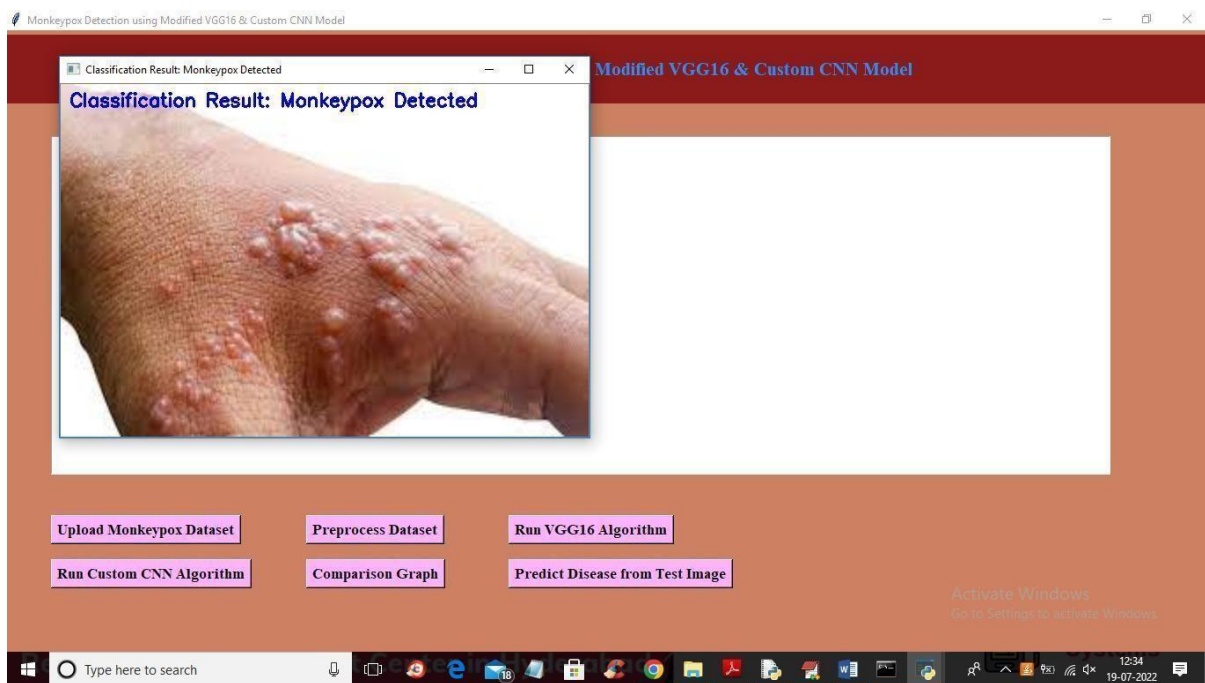 Monkeypox Detection using Modified VGG16 & Custom CNN Model
Classification Result: Monkeypox Detected
Modified VGG16 & Custom CNN Model
Classification Result: Monkeypox Detected
Upload Monkeypox Dataset
Preprocess Dataset
Run VGG16 Algorithm
Run Custom CNN Algorithm
Comparison Graph
Predict Disease from Test Image
Activate Windows
Go to Settings to activate Windows.
Systems
Type here to search
18
12:34
19-07-2022